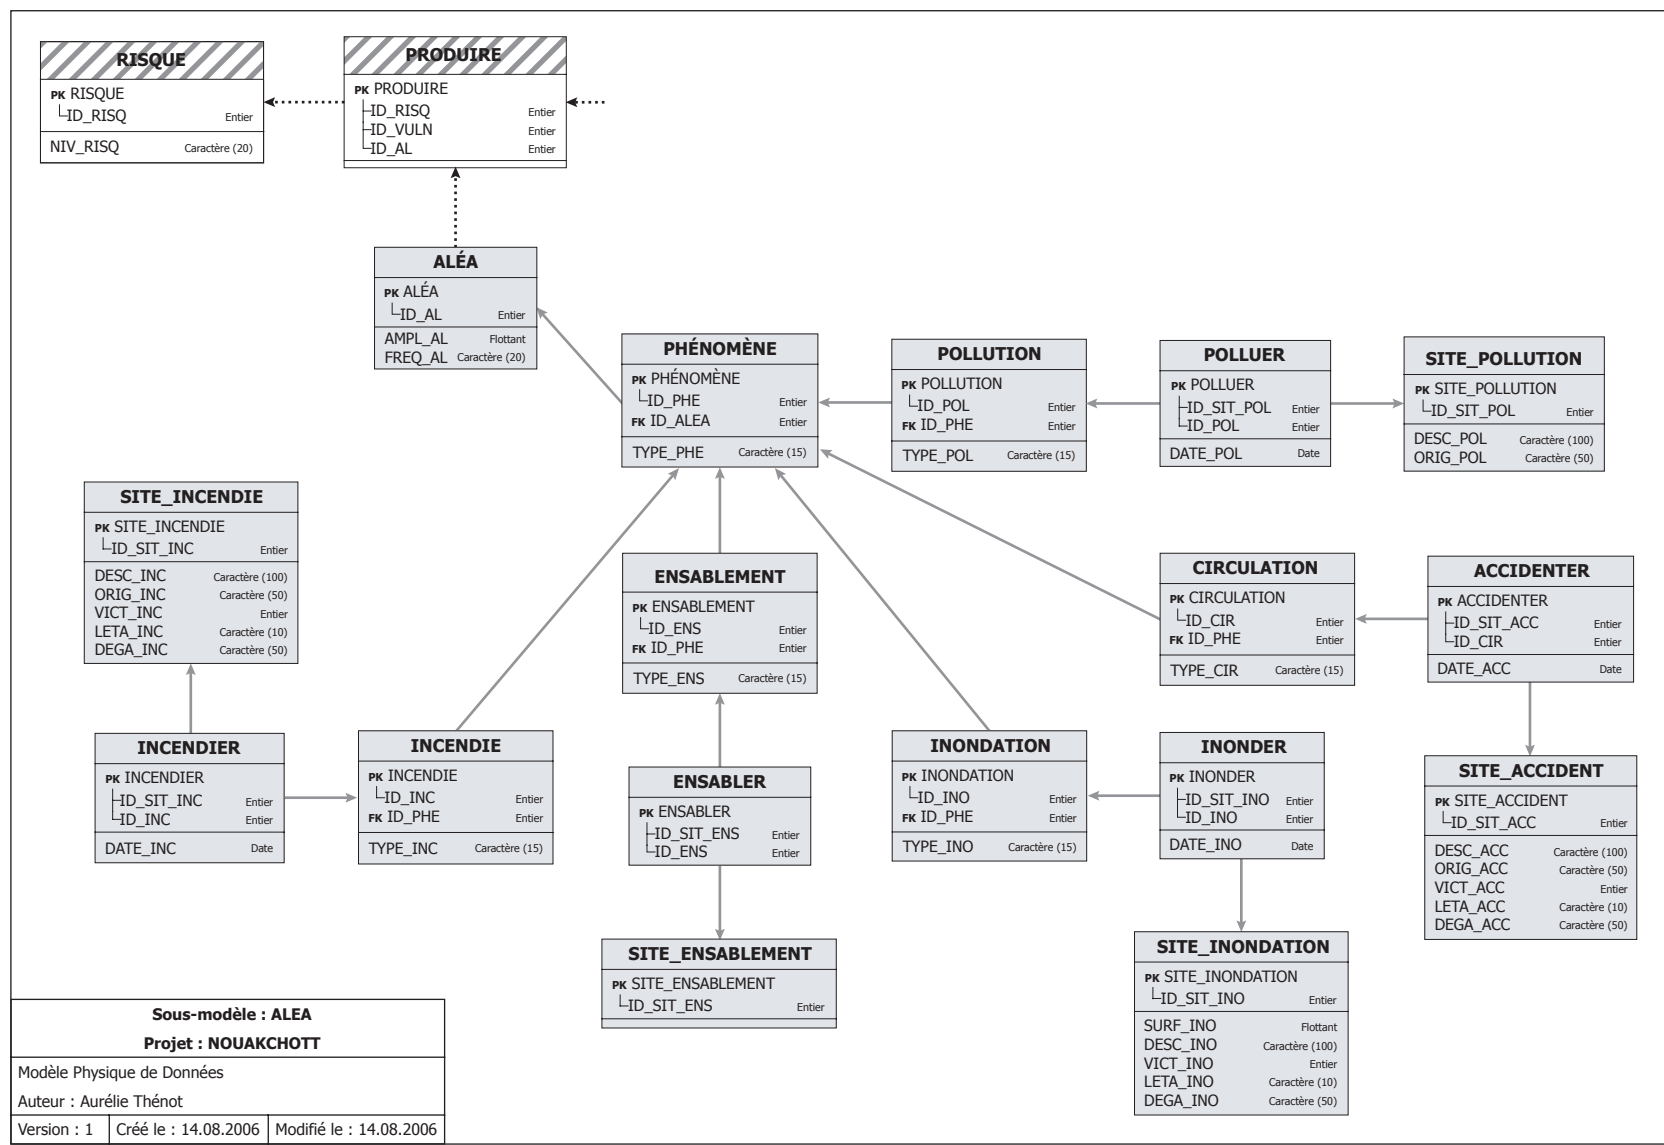 RISQUE
PK RISQUE
ID_RISQ Entier
NIV_RISQ Caractère (20)
PRODUIRE
PK PRODUIRE
ID_RISQ Entier
ID_VULN Entier
ID_AL Entier
ALÉA
PK ALÉA
ID_AL Entier
AMPL_AL Flottant
FREQ_AL Caractère (20)
PHÉNOMÈNE
PK PHÉNOMÈNE
ID_PHE Entier
FK ID_ALEA Entier
TYPE_PHE Caractère (15)
POLLUTION
PK POLLUTION
ID_POL Entier
FK ID_PHE Entier
TYPE_POL Caractère (15)
POLLUER
PK POLLUER
ID_SIT_POL Entier
ID_POL Entier
DATE_POL Date
SITE_POLLUTION
PK SITE_POLLUTION
ID_SIT_POL Entier
DESC_POL Caractère (100)
ORIG_POL Caractère (50)
SITE_INCENDIE
PK SITE_INCENDIE
ID_SIT_INC Entier
DESC_INC Caractère (100)
ORIG_INC Caractère (50)
VICT_INC Entier
LETA_INC Caractère (10)
DEGA_INC Caractère (50)
ENSABLEMENT
PK ENSABLEMENT
ID_ENS Entier
FK ID_PHE Entier
TYPE_ENS Caractère (15)
CIRCULATION
PK CIRCULATION
ID_CIR Entier
FK ID_PHE Entier
TYPE_CIR Caractère (15)
ACCIDENTER
PK ACCIDENTER
ID_SIT_ACC Entier
ID_CIR Entier
DATE_ACC Date
INCENDIER
PK INCENDIER
ID_SIT_INC Entier
ID_INC Entier
DATE_INC Date
INCENDIE
PK INCENDIE
ID_INC Entier
FK ID_PHE Entier
TYPE_INC Caractère (15)
ENSABLER
PK ENSABLER
ID_SIT_ENS Entier
ID_ENS Entier
INONDATION
PK INONDATION
ID_INO Entier
FK ID_PHE Entier
TYPE_INO Caractère (15)
INONDER
PK INONDER
ID_SIT_INO Entier
ID_INO Entier
DATE_INO Date
SITE_ACCIDENT
PK SITE_ACCIDENT
ID_SIT_ACC Entier
DESC_ACC Caractère (100)
ORIG_ACC Caractère (50)
VICT_ACC Entier
LETA_ACC Caractère (10)
DEGA_ACC Caractère (50)
SITE_ENSABLEMENT
PK SITE_ENSABLEMENT
ID_SIT_ENS Entier
SITE_INONDATION
PK SITE_INONDATION
ID_SIT_INO Entier
SURF_INO Flottant
DESC_INO Caractère (100)
VICT_INO Entier
LETA_INO Caractère (10)
DEGA_INO Caractère (50)
Sous-modèle : ALEA
Projet : NOUAKCHOTT
Modèle Physique de Données
Auteur : Aurélie Thénot
Version : 1 Créé le : 14.08.2006 Modifié le : 14.08.2006